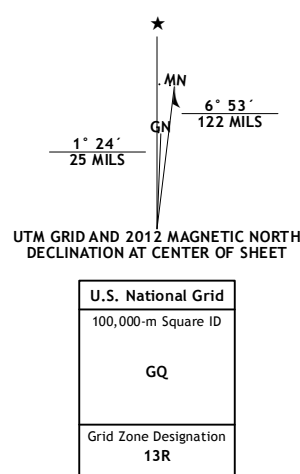 ★
MN
GN
6° 53´
122 MILS
1° 24´
25 MILS
UTM GRID AND 2012 MAGNETIC NORTH
DECLINATION AT CENTER OF SHEET
U.S. National Grid
100,000-m Square ID
GQ
Grid Zone Designation
13R